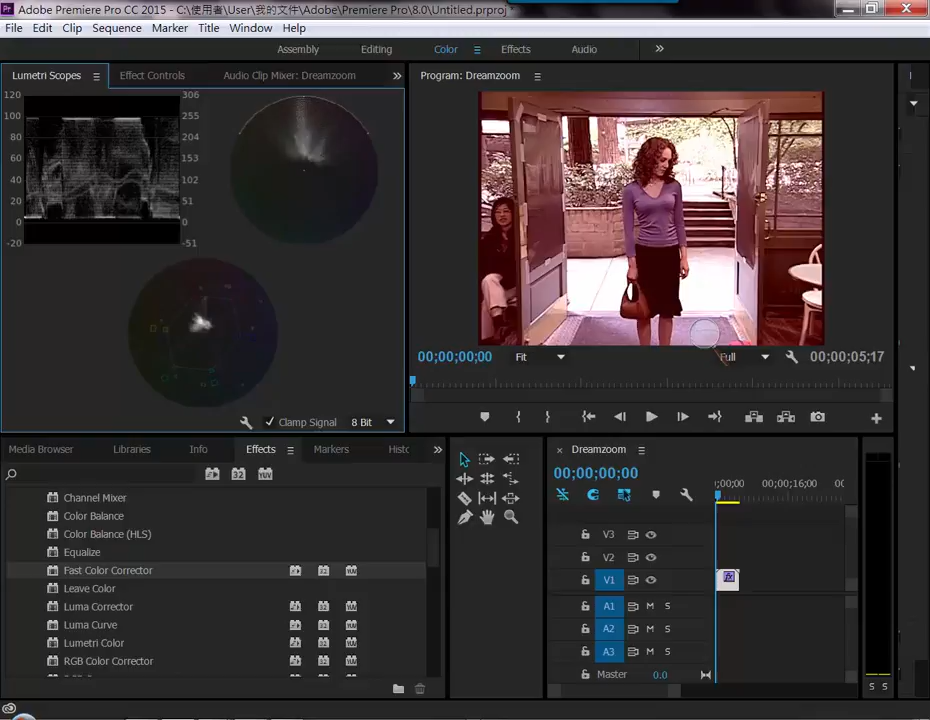 Adobe Premiere Pro CC 2015 - C:\使用者\User\我的文件\Adobe\Premiere Pro\8.0\Untitled.prproj *
File Edit Clip Sequence Marker Title Window Help
Assembly Editing Color Effects Audio
Lumetri Scopes Effect Controls Audio Clip Mixer: Dreamzoom
Program: Dreamzoom
120 306
100 255
80 204
60 153
40 102
20 51
0 0
-20 -51
Clamp Signal 8 Bit
00;00;00;00 Fit Full 00;00;05;17
Media Browser Libraries Info Effects Markers Histo
Channel Mixer
Color Balance
Color Balance (HLS)
Equalize
Fast Color Corrector
Leave Color
Luma Corrector
Luma Curve
Lumetri Color
RGB Color Corrector
Dreamzoom
00;00;00;00
;00;00 00;00;16;00 00
V3
V2
V1
A1 M S
A2 M S
A3 M S
Master 0.0
S S